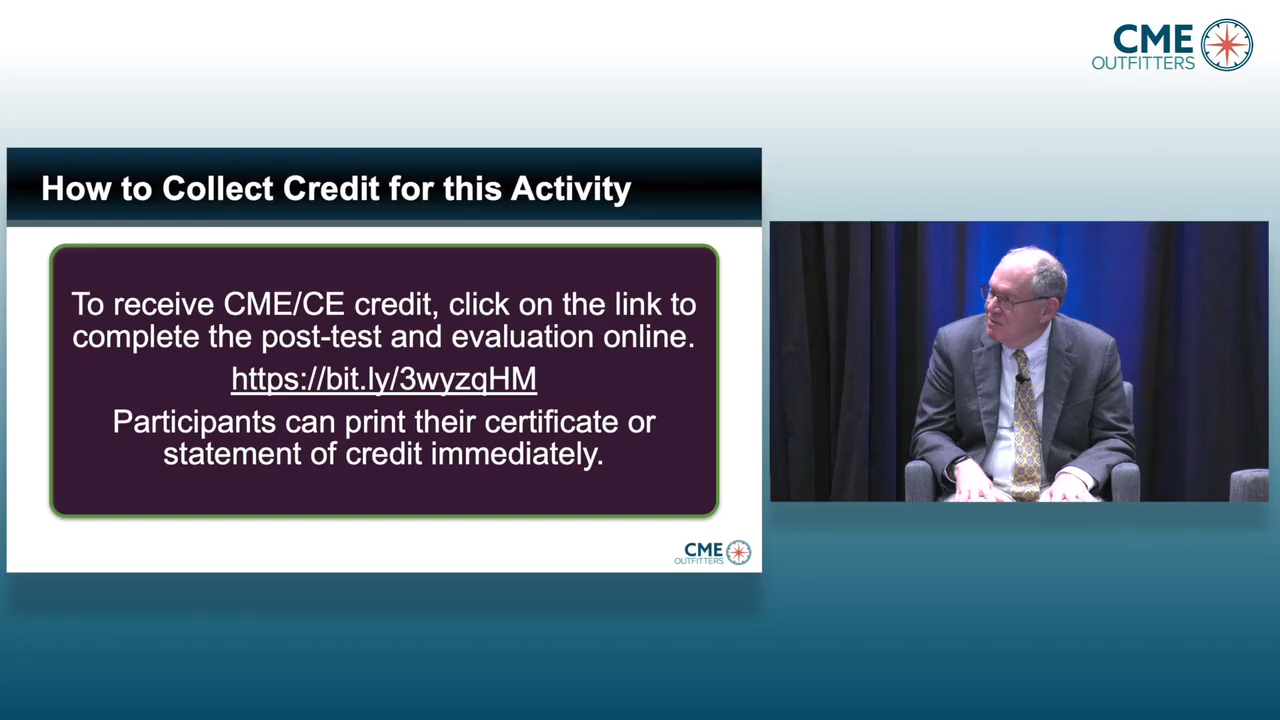 CME
OUTFITTERS
How to Collect Credit for this Activity
To receive CME/CE credit, click on the link to
complete the post-test and evaluation online.
https://bit.ly/3wyzqHM
Participants can print their certificate or
statement of credit immediately.
CME
OUTFITTERS